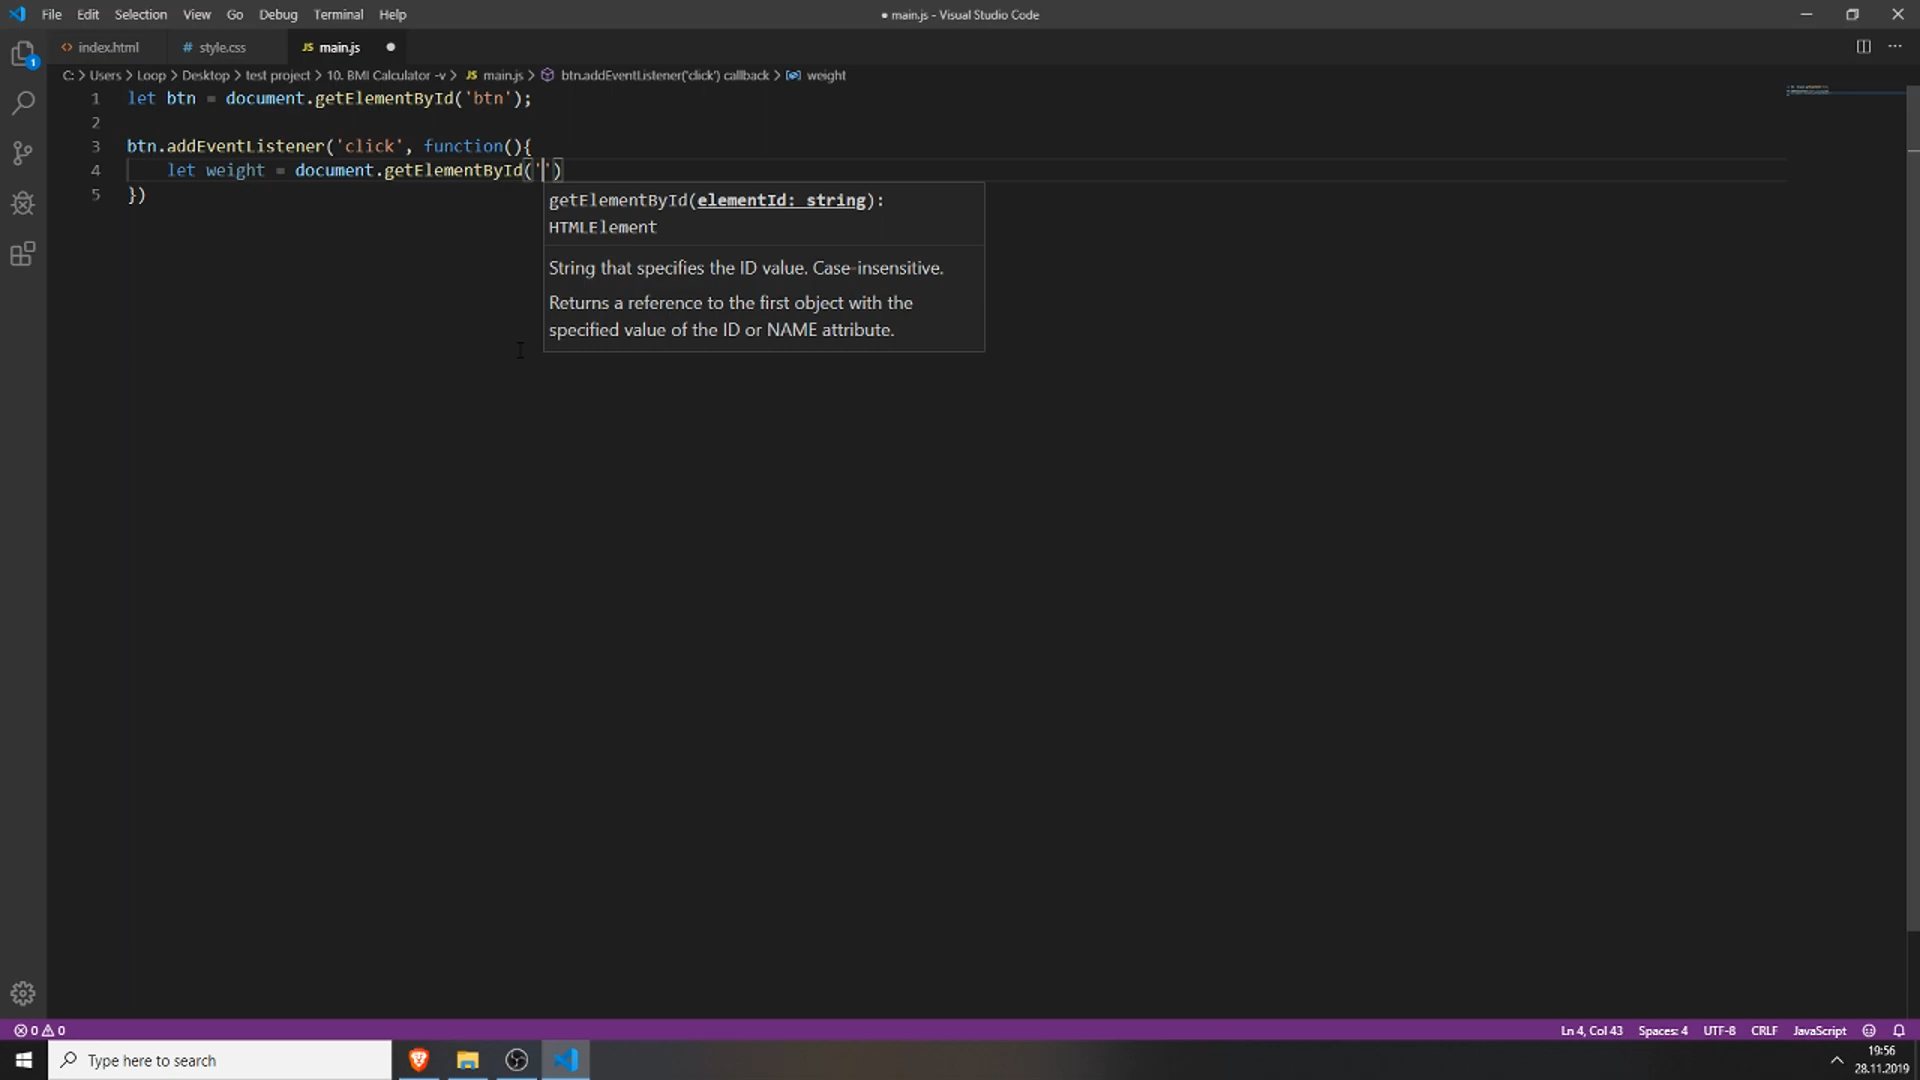 File Edit Selection View Go Debug Terminal Help
● main.js - Visual Studio Code
<> index.html # style.css JS main.js ●
C: > Users > Loop > Desktop > test project > 10. BMI Calculator -v > JS main.js > btn.addEventListener('click') callback > weight
1 let btn = document.getElementById('btn');
2
3 btn.addEventListener('click', function(){
4 let weight = document.getElementById('')
5 })
getElementById(elementId: string):
HTMLElement
String that specifies the ID value. Case-insensitive.
Returns a reference to the first object with the
specified value of the ID or NAME attribute.
1
0 0
Ln 4, Col 43 Spaces: 4 UTF-8 CRLF JavaScript
Type here to search
19:56
28.11.2019